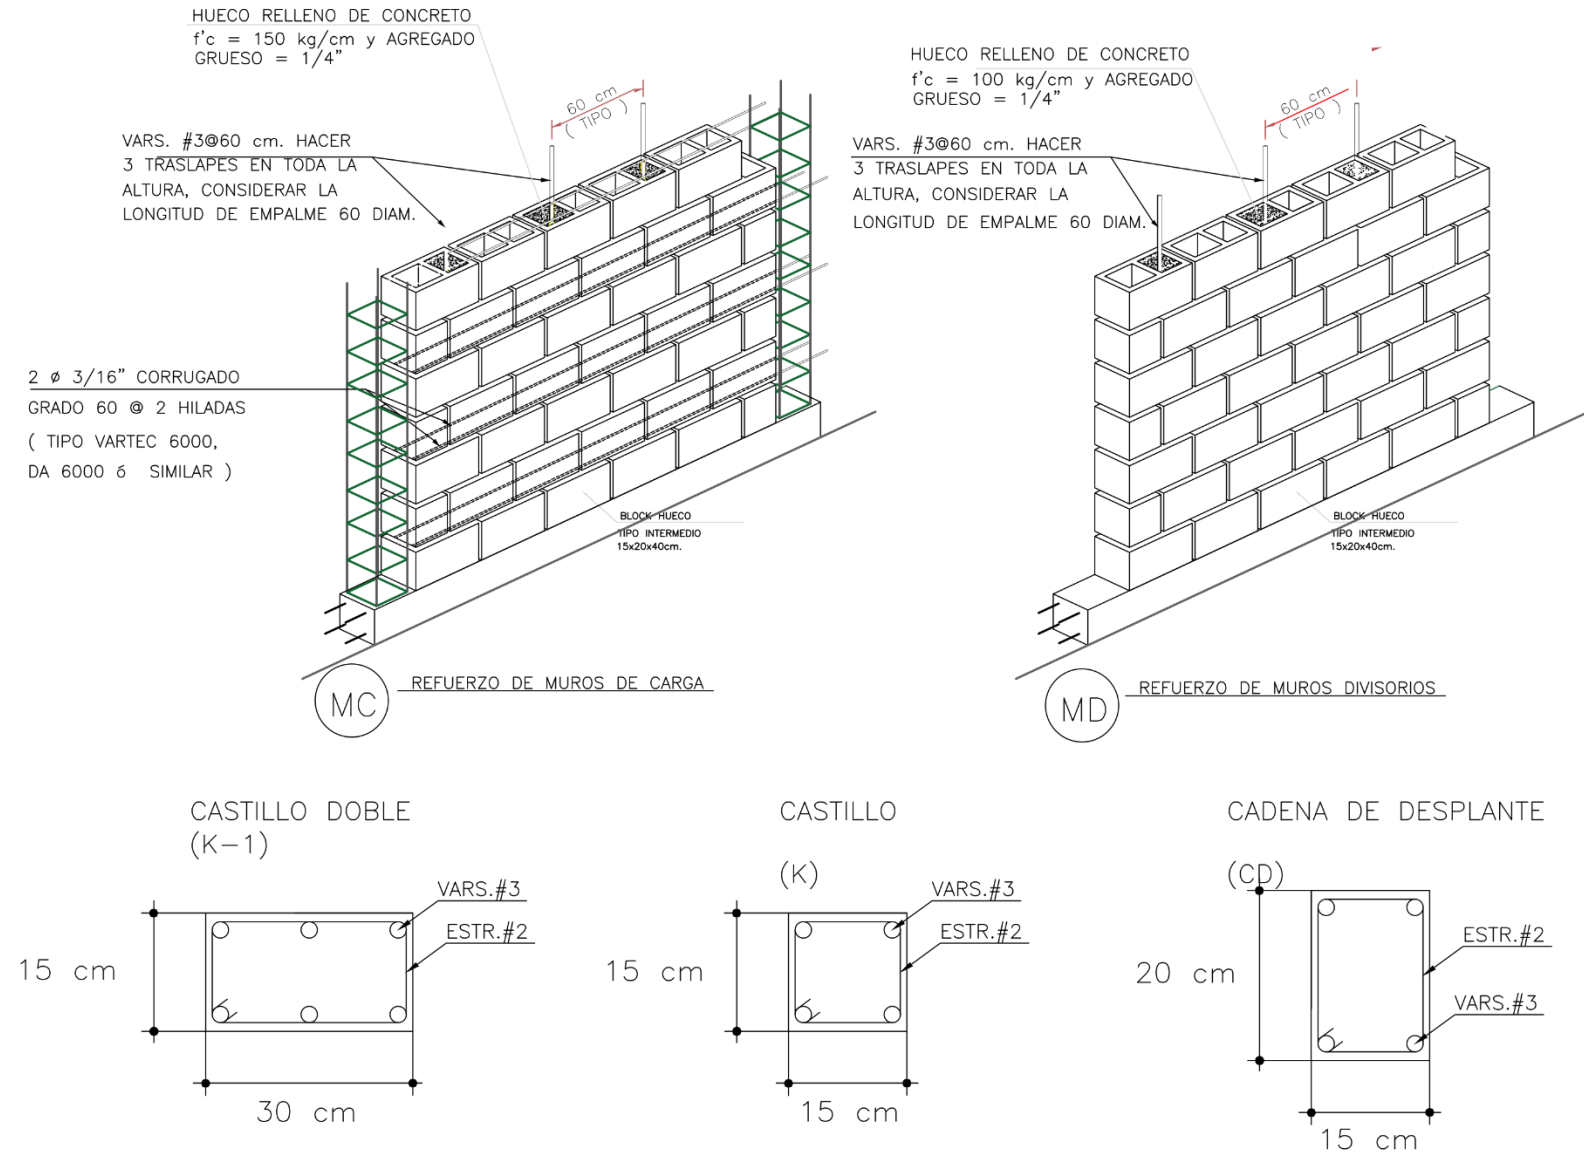 HUECO RELLENO DE CONCRETO
f'c = 150 kg/cm y AGREGADO
GRUESO = 1/4"
60 cm
( TIPO )
VARS. #3@60 cm. HACER
3 TRASLAPES EN TODA LA
ALTURA, CONSIDERAR LA
LONGITUD DE EMPALME 60 DIAM.
2 ø 3/16" CORRUGADO
GRADO 60 @ 2 HILADAS
( TIPO VARTEC 6000,
DA 6000 ó SIMILAR )
BLOCK HUECO
TIPO INTERMEDIO
15x20x40cm.
MC
REFUERZO DE MUROS DE CARGA
HUECO RELLENO DE CONCRETO
f'c = 100 kg/cm y AGREGADO
GRUESO = 1/4"
60 cm
( TIPO )
VARS. #3@60 cm. HACER
3 TRASLAPES EN TODA LA
ALTURA, CONSIDERAR LA
LONGITUD DE EMPALME 60 DIAM.
BLOCK HUECO
TIPO INTERMEDIO
15x20x40cm.
MD
REFUERZO DE MUROS DIVISORIOS
CASTILLO DOBLE
(K-1)
VARS.#3
ESTR.#2
15 cm
30 cm
CASTILLO
(K)
VARS.#3
ESTR.#2
15 cm
15 cm
CADENA DE DESPLANTE
(CD)
ESTR.#2
VARS.#3
20 cm
15 cm